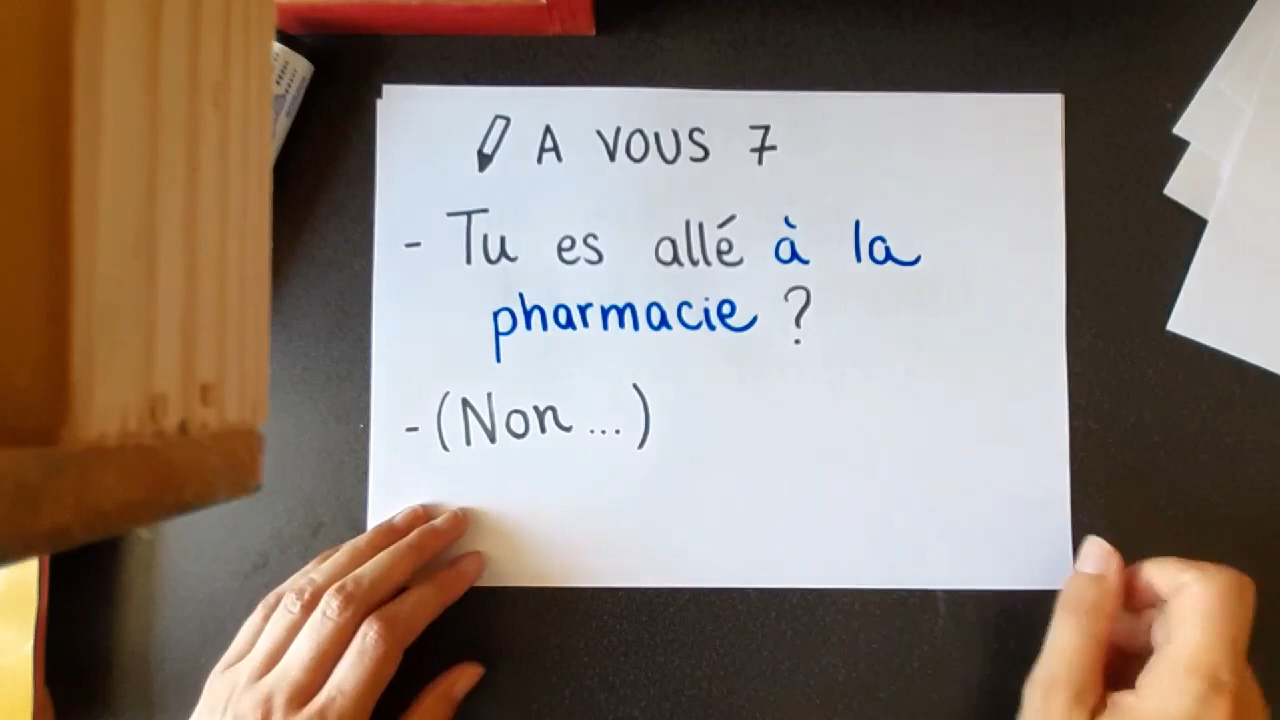 A VOUS 7
- Tu es allé à la
pharmacie ?
- (Non ...)